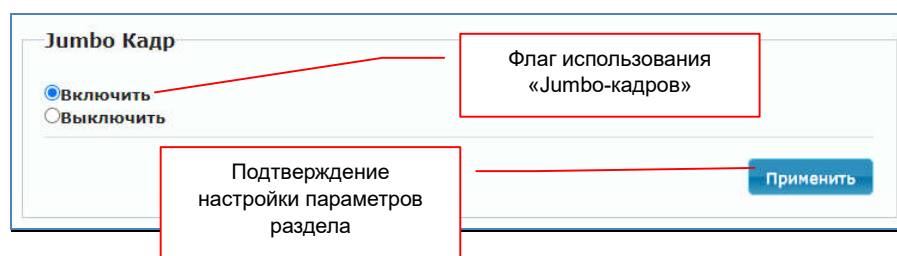 Jumbo Кадр
Флаг использования
«Jumbo-кадров»
Включить
Выключить
Подтверждение
настройки параметров
раздела
Применить